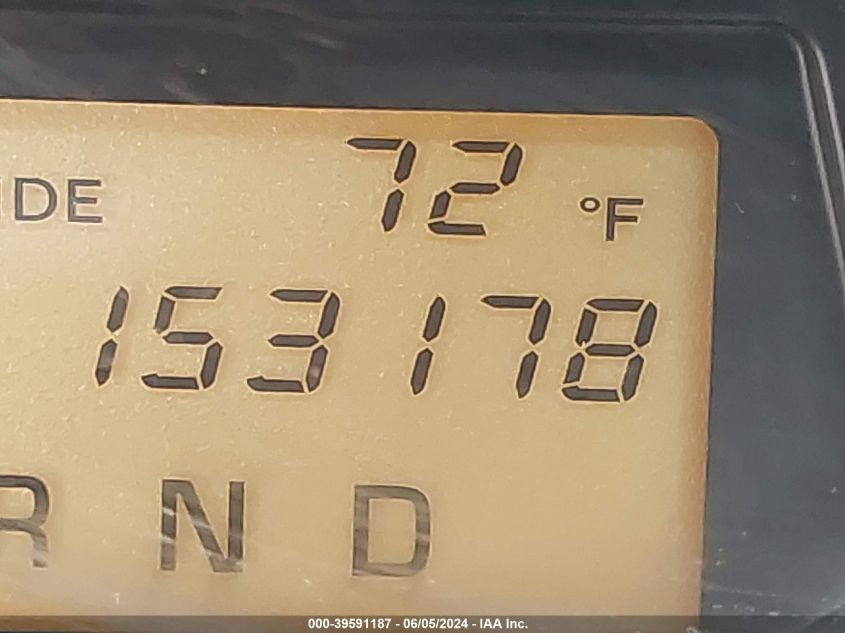 72
IDE °F
153178
R N D
000-39591187 - 06/05/2024 - IAA Inc.